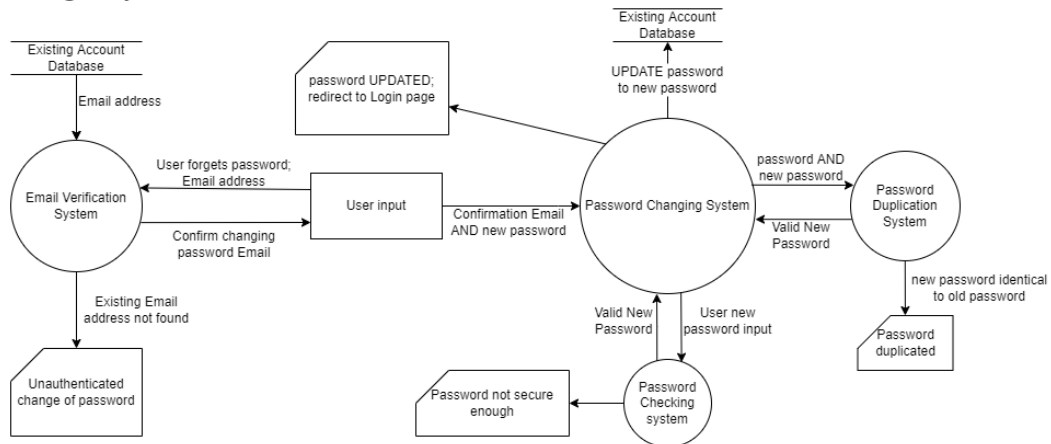 Existing Account
Database
Email address
Email Verification
System
User forgets password;
Email address
Confirm changing
password Email
Existing Email
address not found
Unauthenticated
change of password
User input
password UPDATED;
redirect to Login page
Existing Account
Database
UPDATE password
to new password
Confirmation Email
AND new password
Password Changing System
password AND
new password
Password
Duplication
System
Valid New
Password
new password identical
to old password
Password
duplicated
Valid New
Password
User new
password input
Password
Checking
system
Password not secure
enough